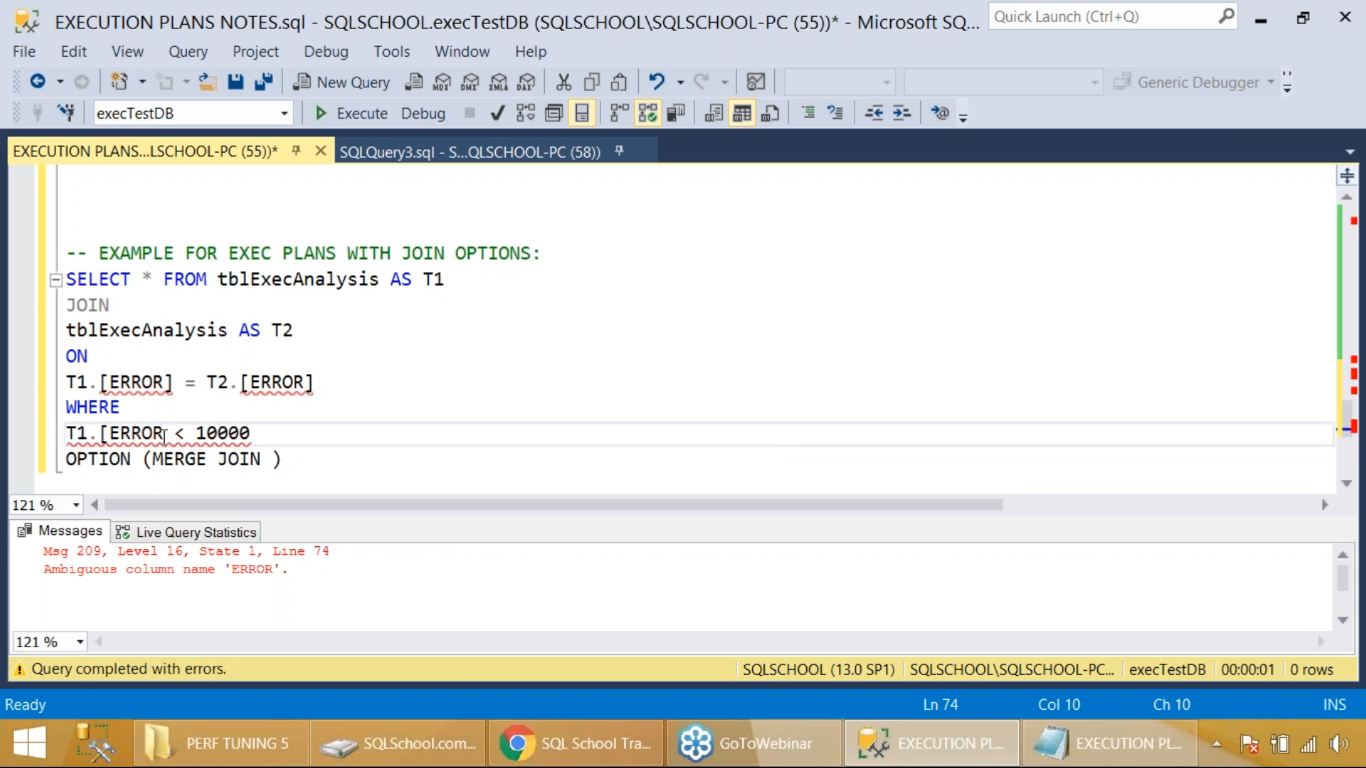 EXECUTION PLANS NOTES.sql - SQLSCHOOL.execTestDB (SQLSCHOOL\SQLSCHOOL-PC (55))* - Microsoft SQ...
Quick Launch (Ctrl+Q)
File Edit View Query Project Debug Tools Window Help
New Query
MDX DMX XMLA DAX
Generic Debugger
execTestDB
Execute Debug
EXECUTION PLANS...LSCHOOL-PC (55))*
SQLQuery3.sql - S...QLSCHOOL-PC (58))
-- EXAMPLE FOR EXEC PLANS WITH JOIN OPTIONS:
SELECT * FROM tblExecAnalysis AS T1
JOIN
tblExecAnalysis AS T2
ON
T1.[ERROR] = T2.[ERROR]
WHERE
T1.[ERROR < 10000
OPTION (MERGE JOIN )
121 %
Messages Live Query Statistics
Msg 209, Level 16, State 1, Line 74
Ambiguous column name 'ERROR'.
121 %
Query completed with errors.
SQLSCHOOL (13.0 SP1) SQLSCHOOL\SQLSCHOOL-PC... execTestDB 00:00:01 0 rows
Ready
Ln 74 Col 10 Ch 10 INS
PERF TUNING 5
SQLSchool.com...
SQL School Tra...
GoToWebinar
EXECUTION PL...
EXECUTION PL...